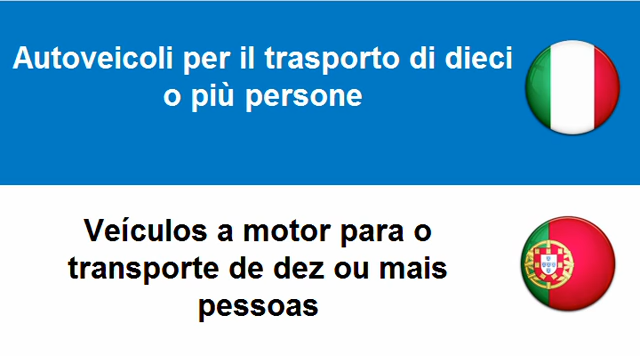 Autoveicoli per il trasporto di dieci
o più persone
Veículos a motor para o
transporte de dez ou mais
pessoas